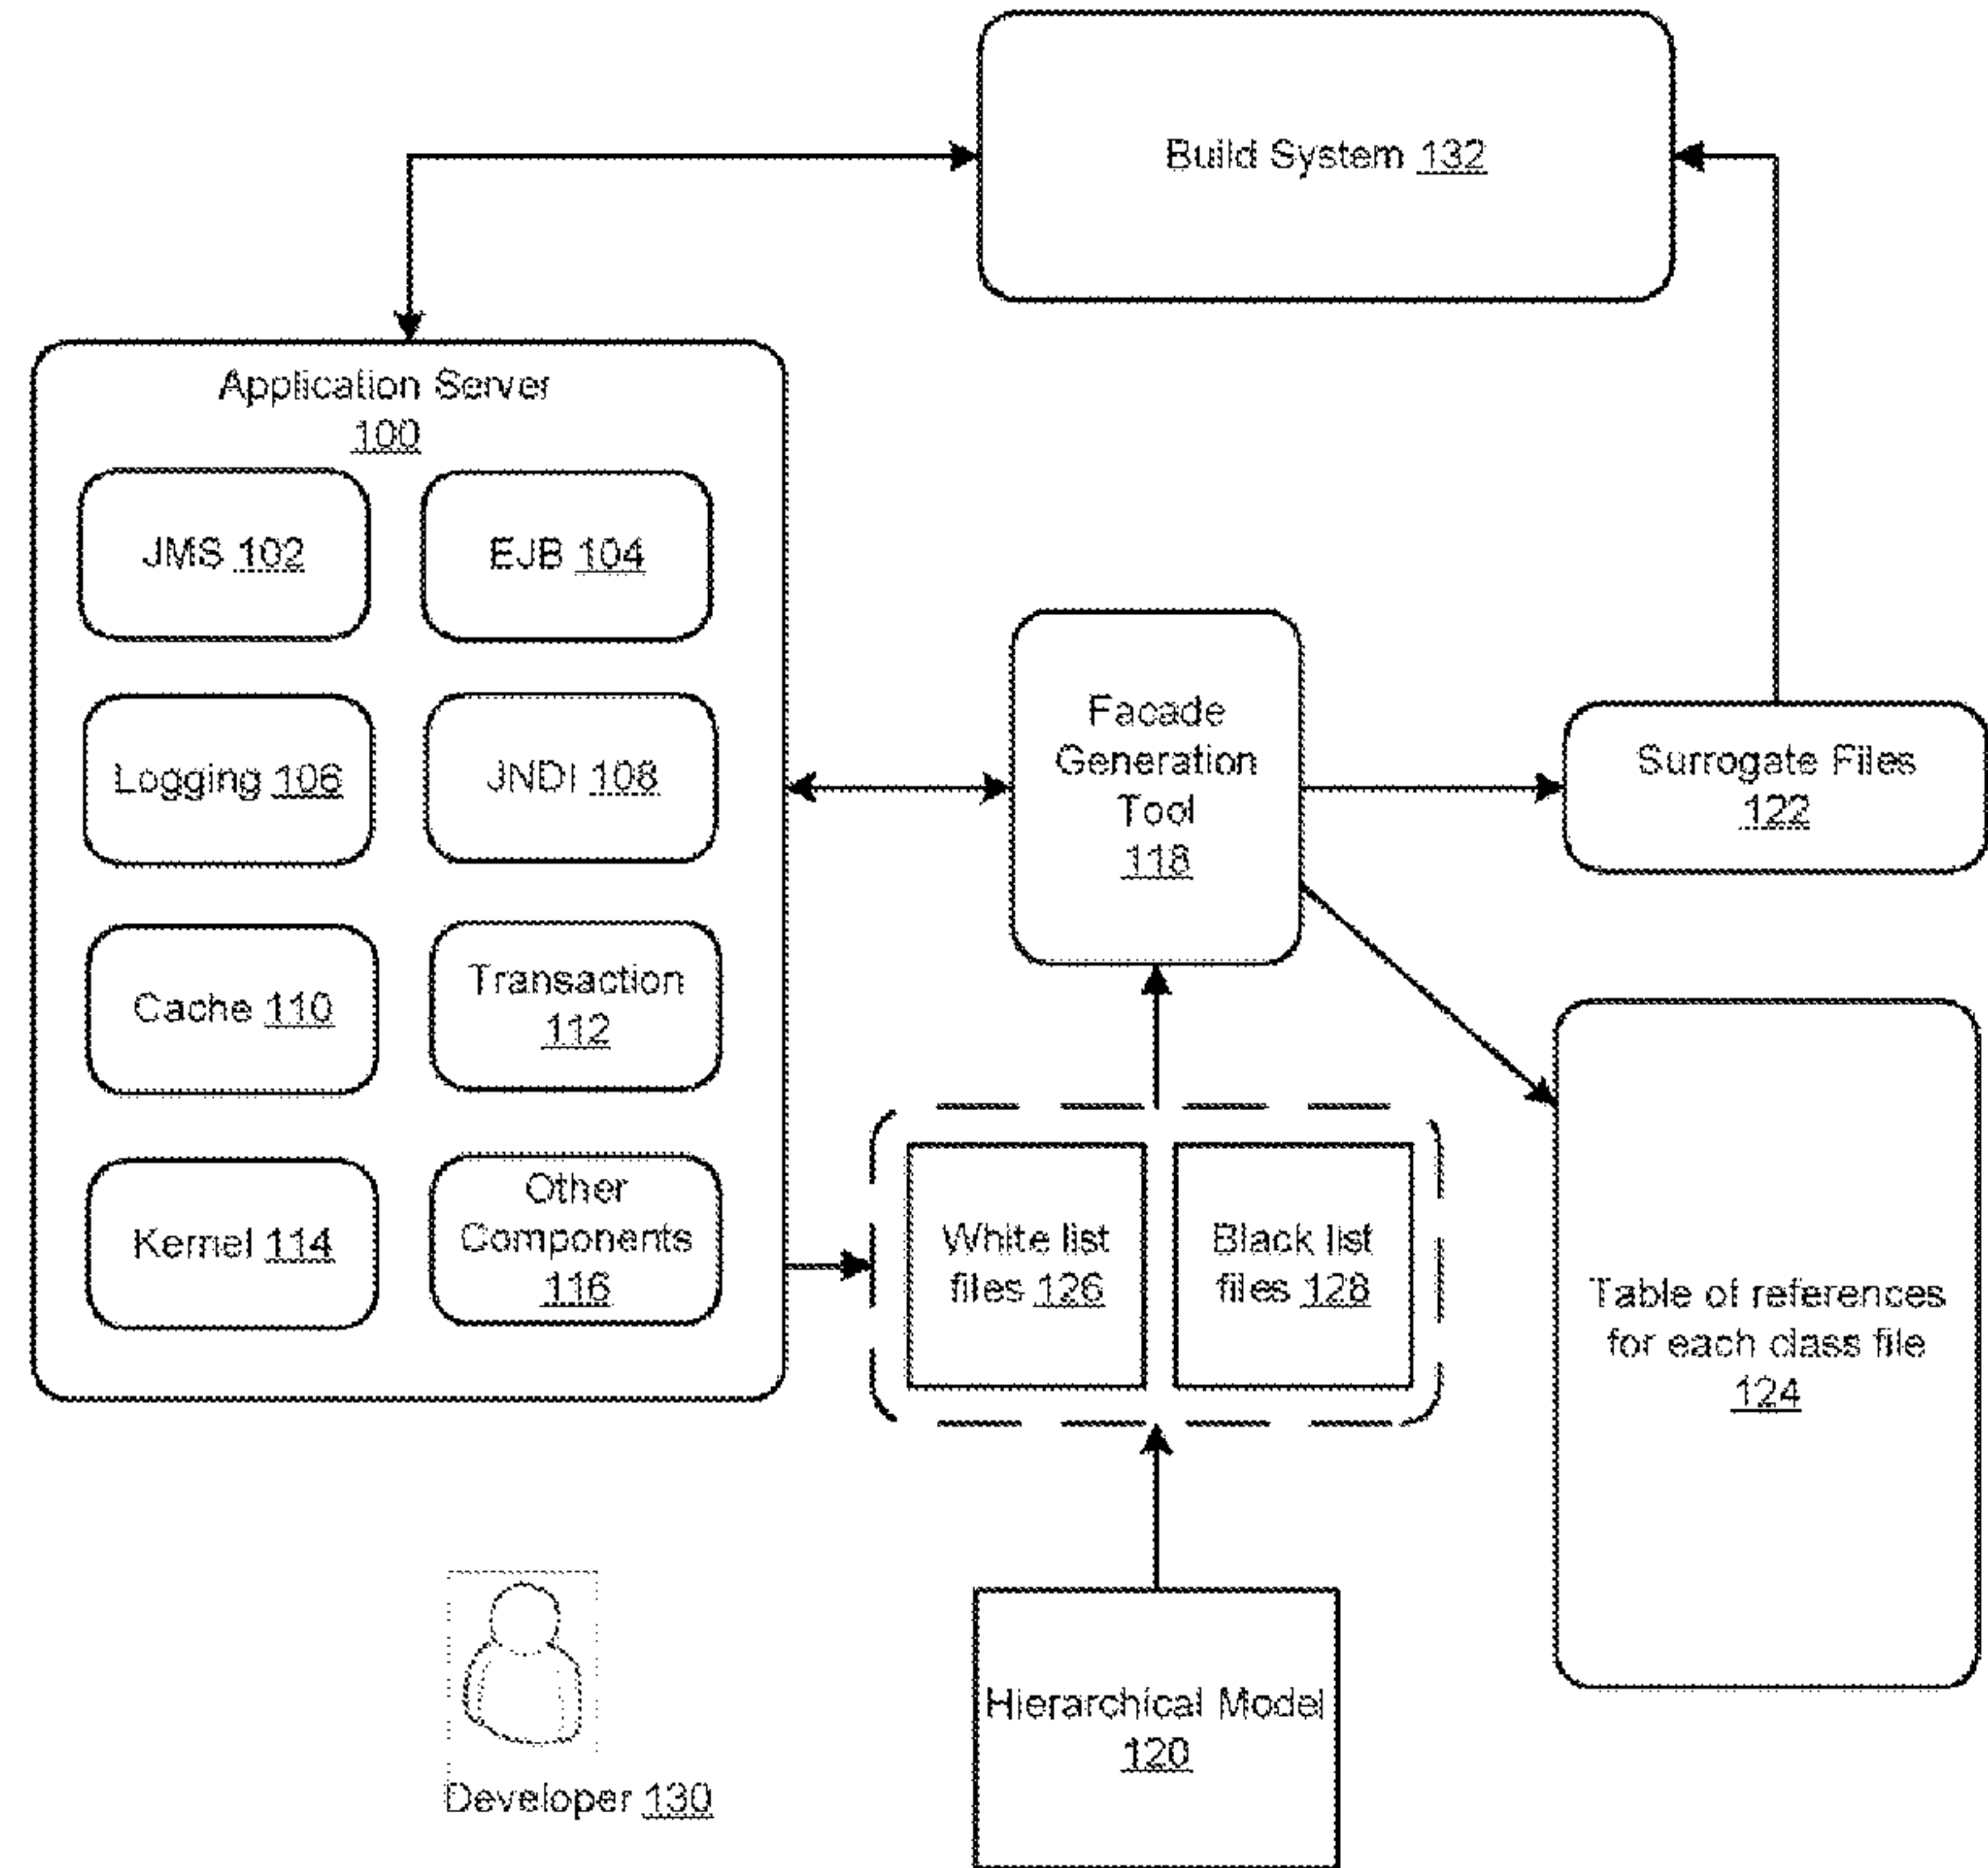 Build System 132
Application Server
100
JMS 102
EJB 104
Logging 106
JNDI 108
Cache 110
Transaction
112
Kernel 114
Other
Components
116
Facade
Generation
Tool
118
Surrogate Files
122
White list
files 126
Black list
files 128
Table of references
for each class file
124
Hierarchical Model
120
Developer 130